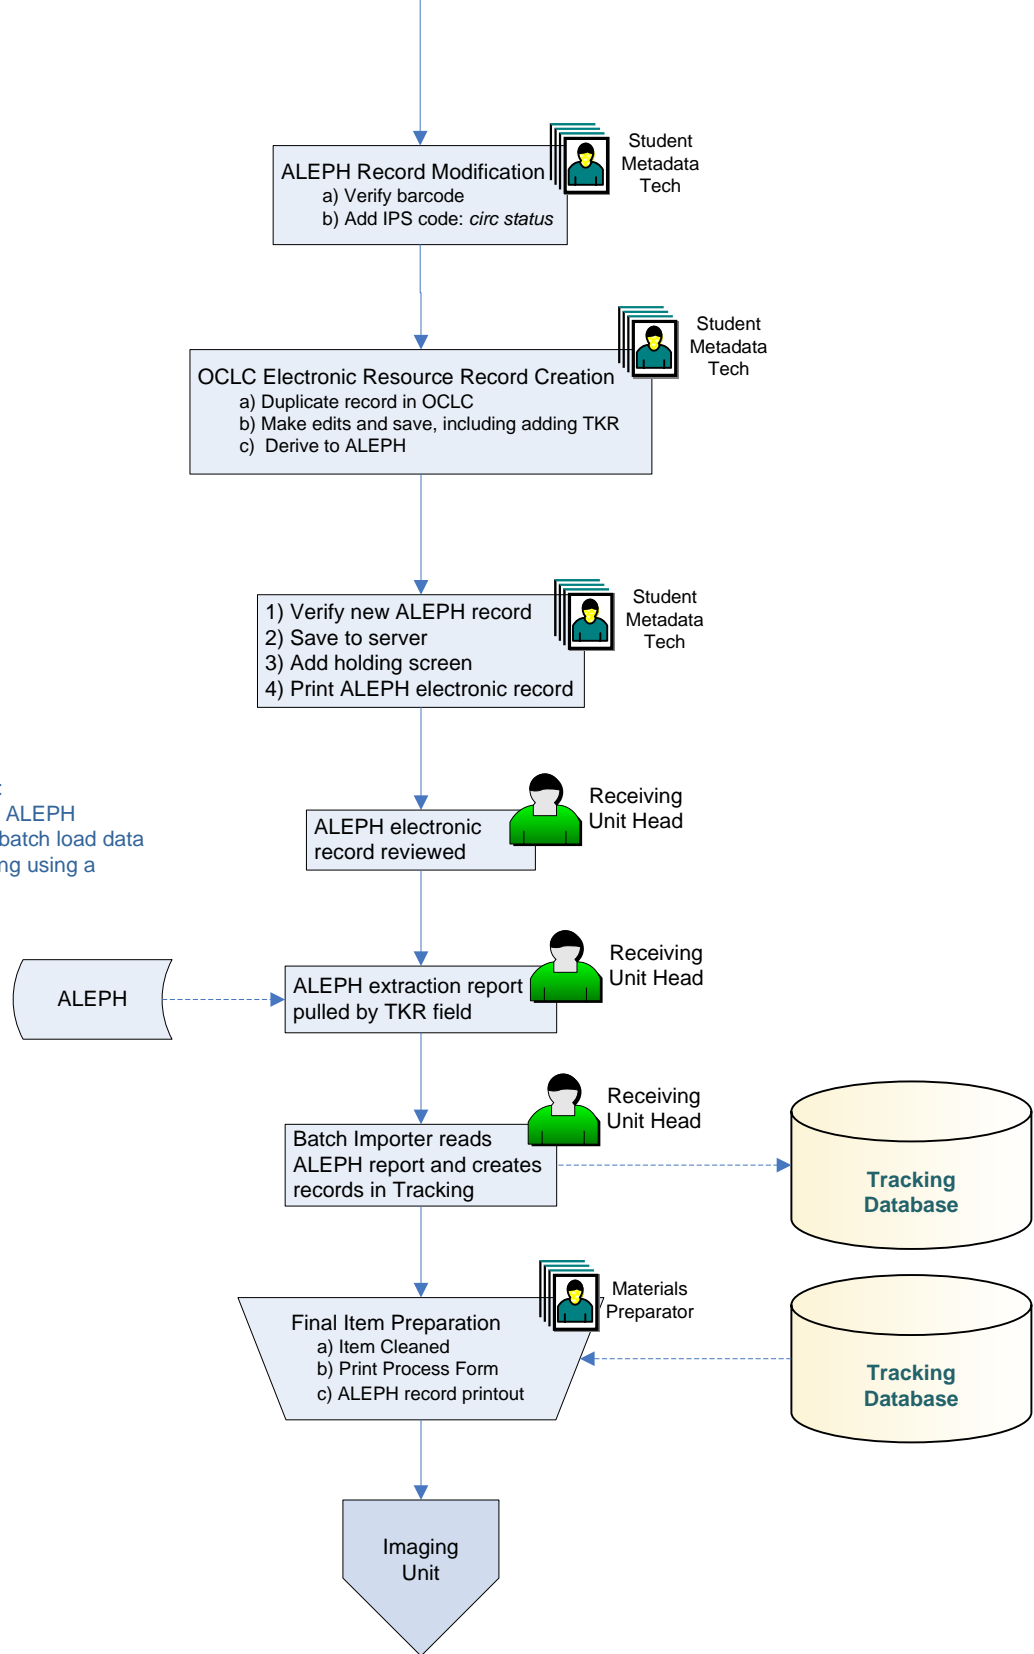 ALEPH Record Modification
a) Verify barcode
b) Add IPS code: circ status
Student
Metadata
Tech
OCLC Electronic Resource Record Creation
a) Duplicate record in OCLC
b) Make edits and save, including adding TKR
c) Derive to ALEPH
Student
Metadata
Tech
1) Verify new ALEPH record
2) Save to server
3) Add holding screen
4) Print ALEPH electronic record
Student
Metadata
Tech
:
ALEPH
batch load data
ng using a
ALEPH electronic
record reviewed
Receiving
Unit Head
ALEPH
ALEPH extraction report
pulled by TKR field
Receiving
Unit Head
Batch Importer reads
ALEPH report and creates
records in Tracking
Receiving
Unit Head
Tracking
Database
Final Item Preparation
a) Item Cleaned
b) Print Process Form
c) ALEPH record printout
Materials
Preparator
Tracking
Database
Imaging
Unit